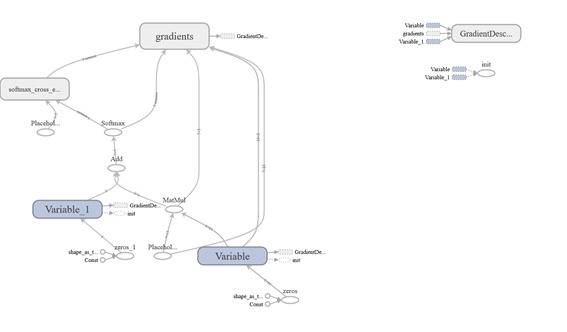 gradients
GradientDe...
Variable
gradients
Variable_1
GradientDesc...
init
Variable
Variable_1
softmax_cross_e...
Placehol...
Softmax
Add
Variable_1
GradientDe...
init
MatMul
shape_as_t...
Const
zeros_1
Placehol...
Variable
GradientDe...
init
shape_as_t...
Const
zeros